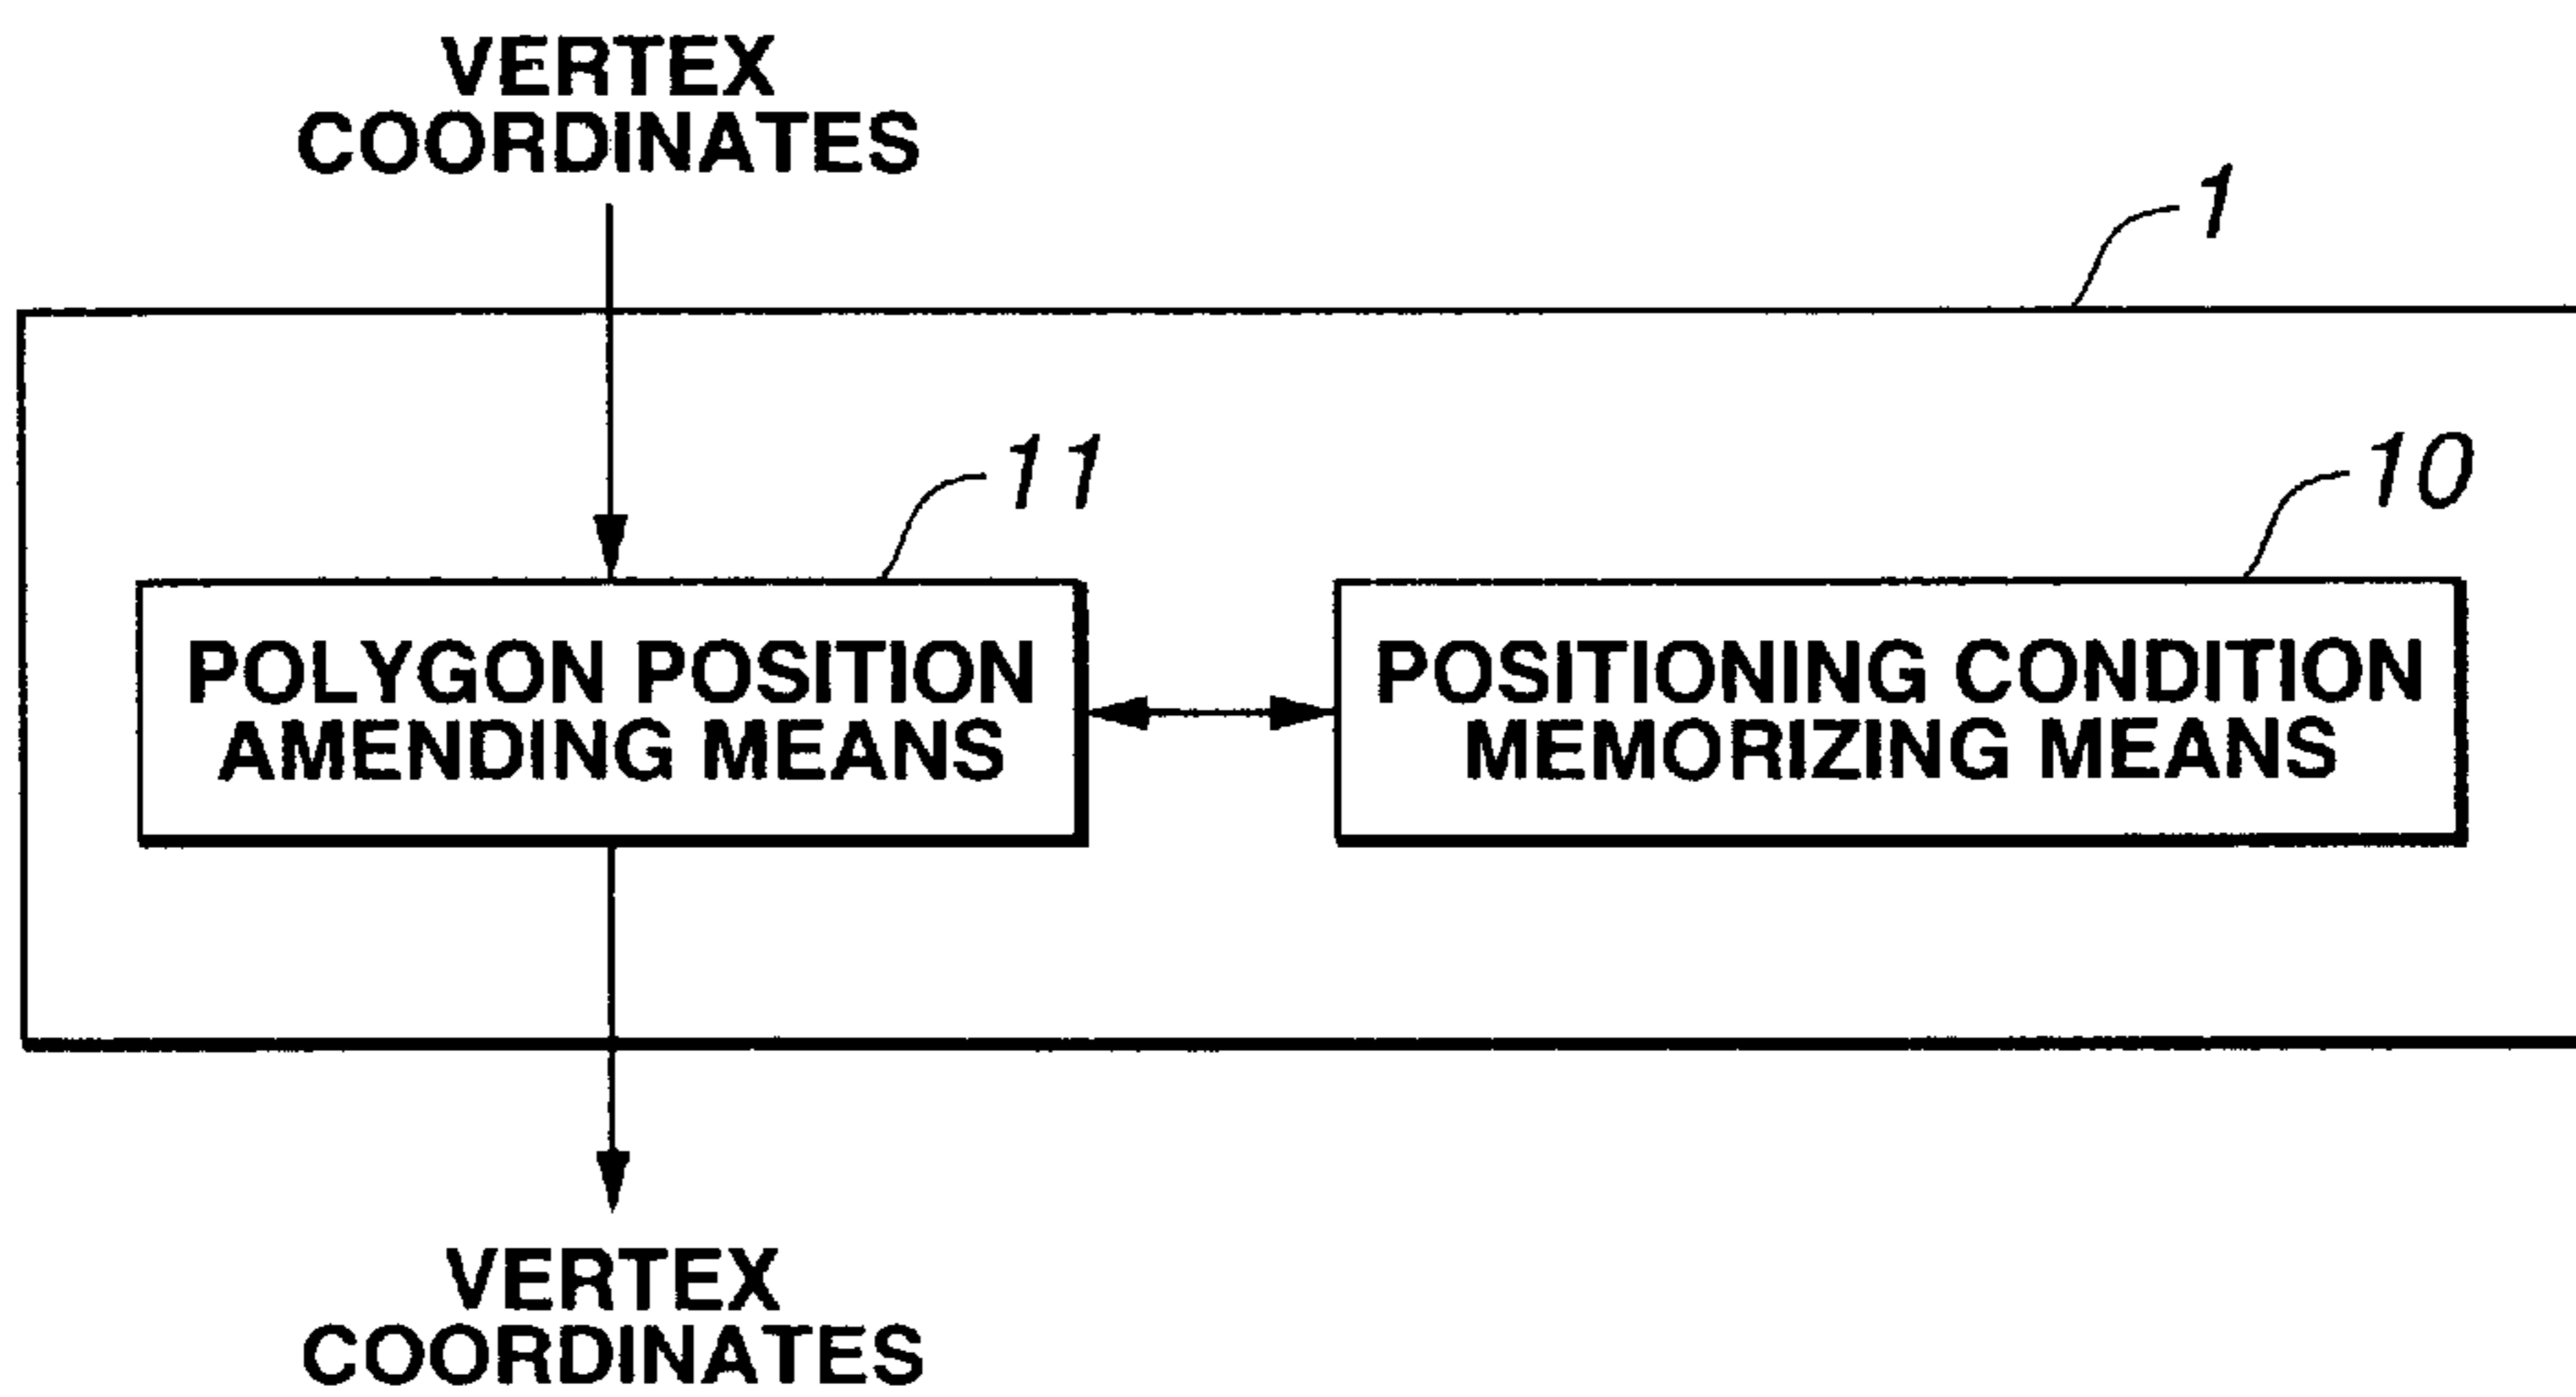 VERTEX
COORDINATES
1
11
10
POLYGON POSITION
AMENDING MEANS
POSITIONING CONDITION
MEMORIZING MEANS
VERTEX
COORDINATES